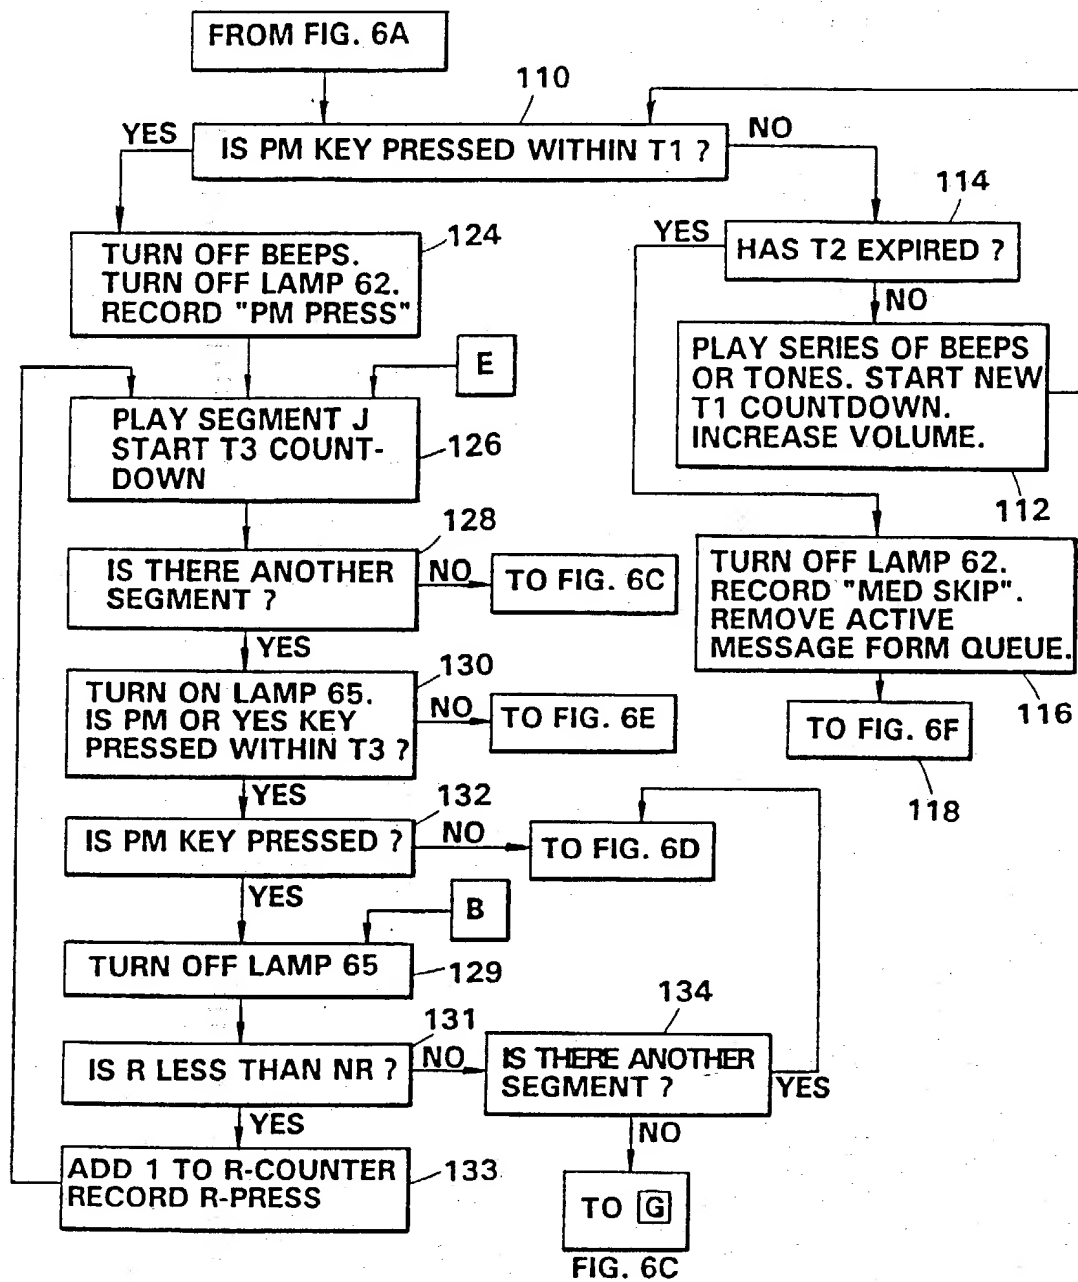 FROM FIG. 6A
110
YES
IS PM KEY PRESSED WITHIN T1 ?
NO
114
124
TURN OFF BEEPS.
TURN OFF LAMP 62.
RECORD "PM PRESS"
YES
HAS T2 EXPIRED ?
NO
E
PLAY SERIES OF BEEPS
OR TONES. START NEW
T1 COUNTDOWN.
INCREASE VOLUME.
112
PLAY SEGMENT J
START T3 COUNT-
DOWN
126
128
IS THERE ANOTHER
SEGMENT ?
NO
TO FIG. 6C
TURN OFF LAMP 62.
RECORD "MED SKIP".
REMOVE ACTIVE
MESSAGE FORM QUEUE.
116
YES
130
TURN ON LAMP 65.
IS PM OR YES KEY
PRESSED WITHIN T3 ?
NO
TO FIG. 6E
TO FIG. 6F
118
YES
132
IS PM KEY PRESSED ?
NO
TO FIG. 6D
YES
B
TURN OFF LAMP 65
129
131
IS R LESS THAN NR ?
NO
134
IS THERE ANOTHER
SEGMENT ?
YES
YES
NO
ADD 1 TO R-COUNTER
RECORD R-PRESS
133
TO G
FIG. 6C